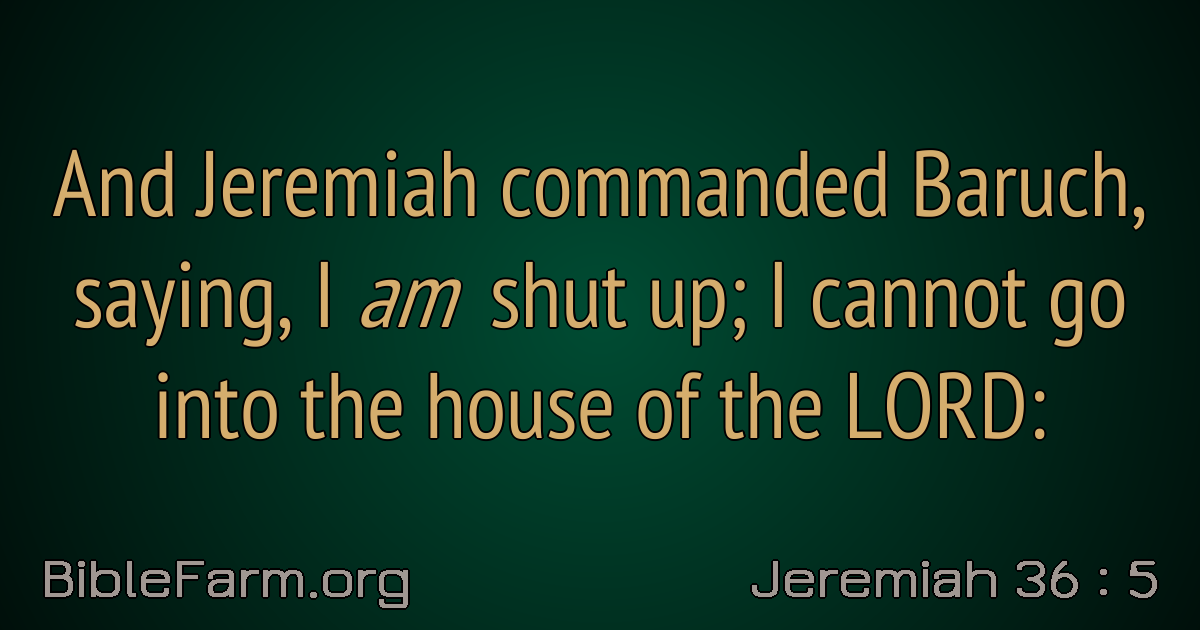 And Jeremiah commanded Baruch,
saying, I am shut up; I cannot go
into the house of the LORD:
BibleFarm.org
Jeremiah 36 : 5